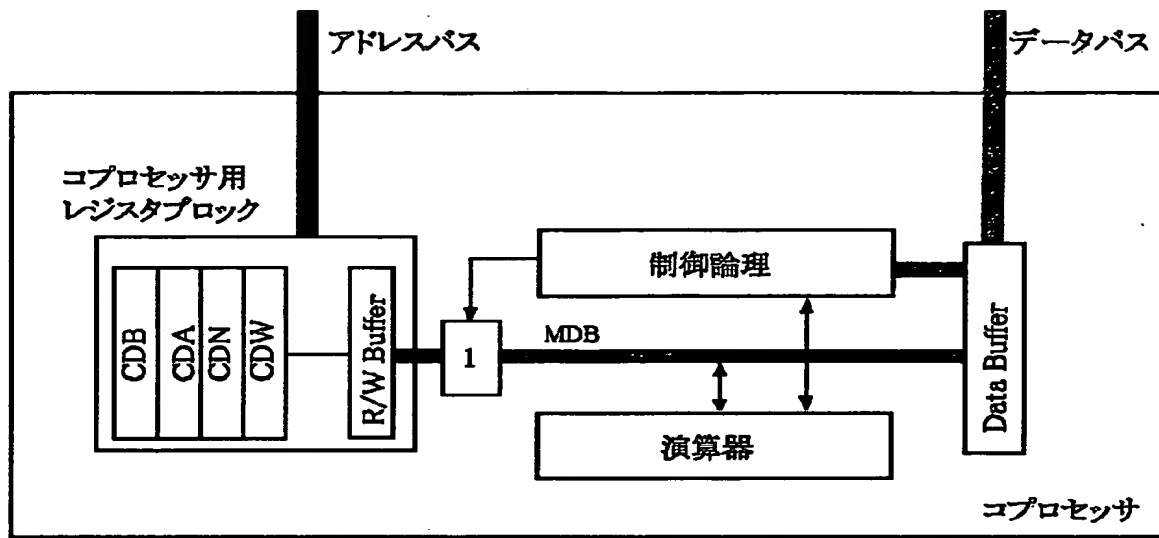 アドレスバス
データバス
コプロセッサ用
レジスタブロック
制御論理
CDB
CDA
CDN
CDW
R/W Buffer
1
MDB
Data Buffer
演算器
コプロセッサ